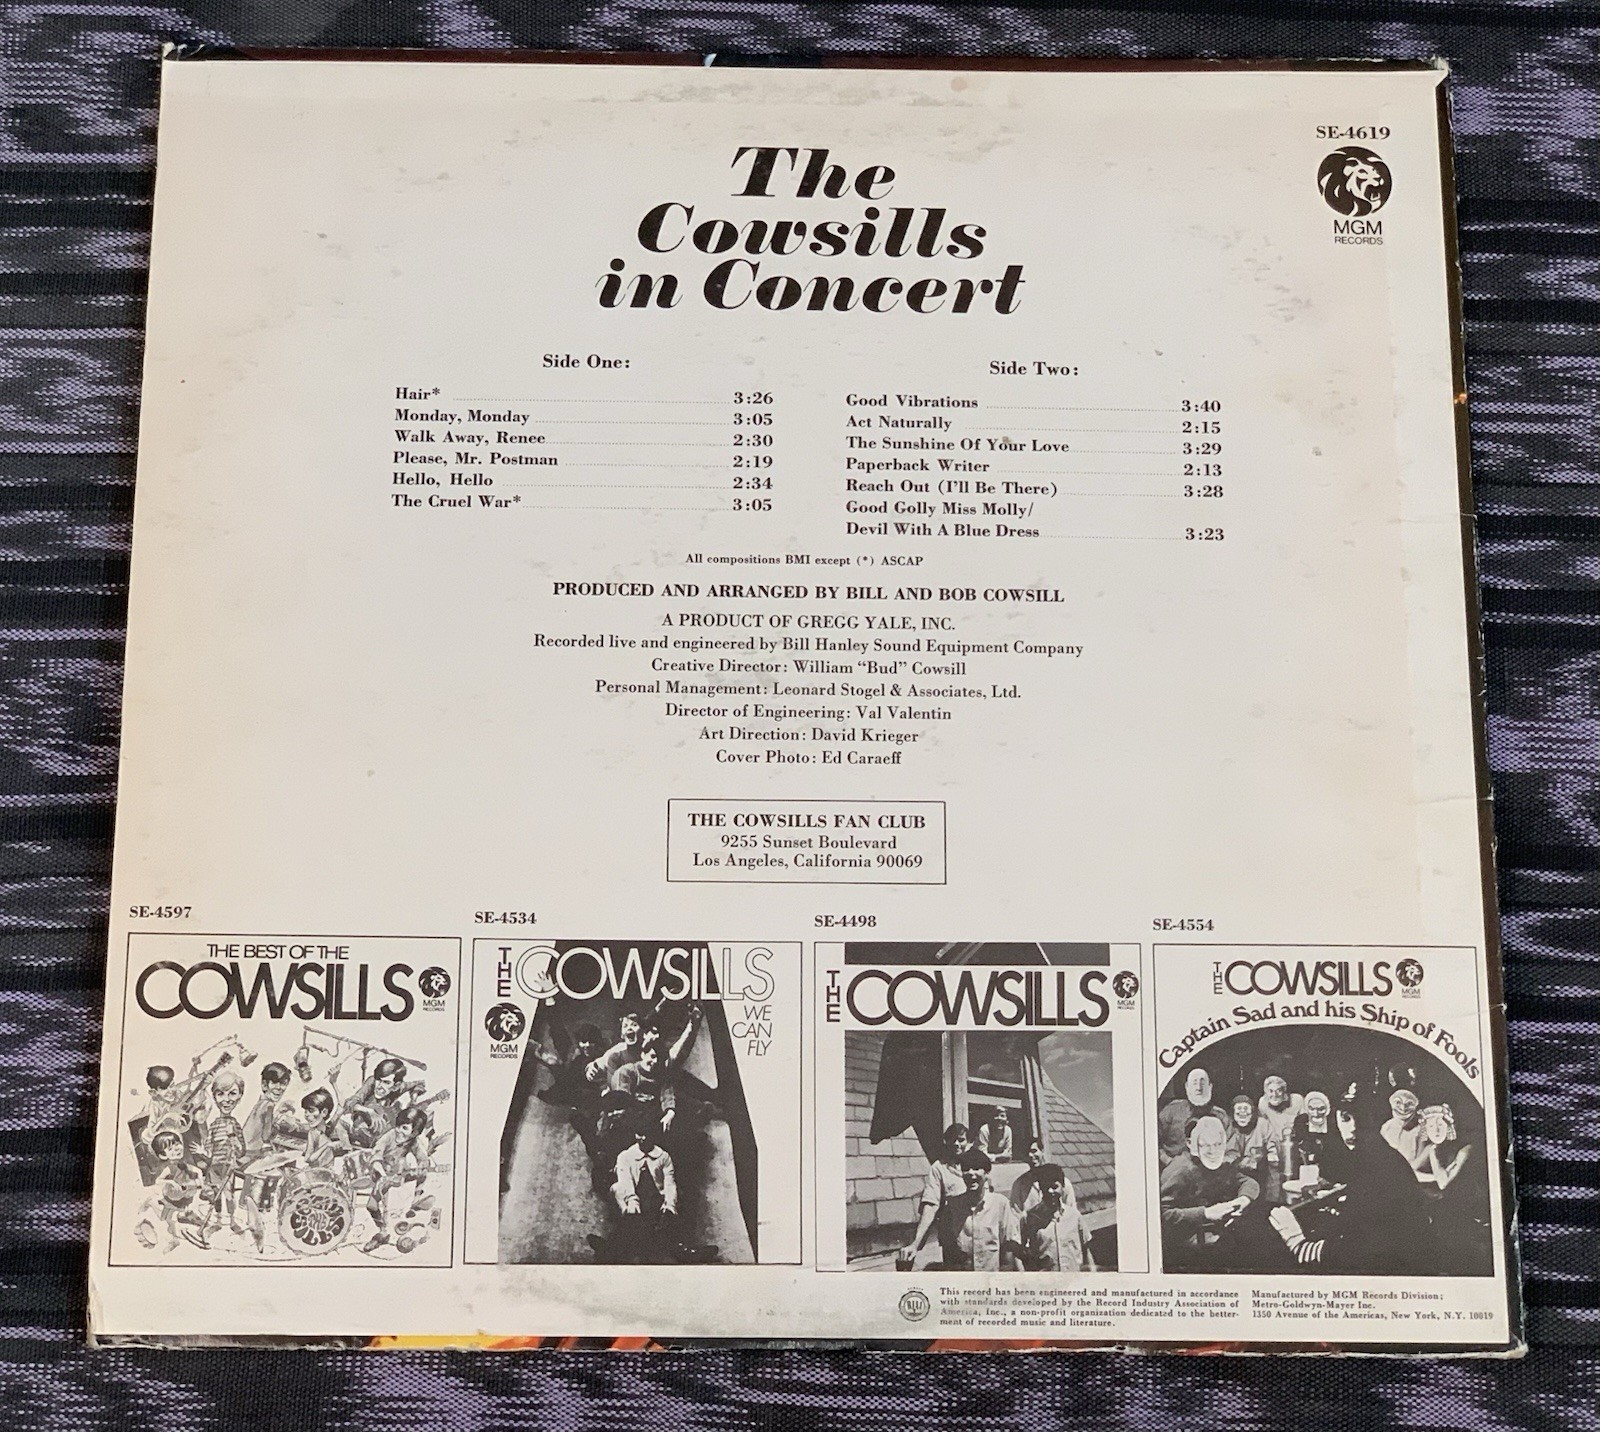 SE-4619
MGM
RECORDS
The
Cowsills
in Concert
Side One:
Hair* 3:26
Monday, Monday 3:05
Walk Away, Renee 2:30
Please, Mr. Postman 2:19
Hello, Hello 2:34
The Cruel War* 3:05
Side Two:
Good Vibrations 3:40
Act Naturally 2:15
The Sunshine Of Your Love 3:29
Paperback Writer 2:13
Reach Out (I'll Be There) 3:28
Good Golly Miss Molly/
Devil With A Blue Dress 3:23
All compositions BMI except (*) ASCAP
PRODUCED AND ARRANGED BY BILL AND BOB COWSILL
A PRODUCT OF GREGG YALE, INC.
Recorded live and engineered by Bill Hanley Sound Equipment Company
Creative Director: William “Bud” Cowsill
Personal Management: Leonard Stogel & Associates, Ltd.
Director of Engineering: Val Valentin
Art Direction: David Krieger
Cover Photo: Ed Caraeff
THE COWSILLS FAN CLUB
9255 Sunset Boulevard
Los Angeles, California 90069
SE-4597
THE BEST OF THE
COWSILLS
MGM
RECORDS
SE-4534
THE COWSILLS
WE
CAN
FLY
MGM
RECORDS
SE-4498
THE COWSILLS
MGM
RECORDS
SE-4554
THE COWSILLS
MGM
RECORDS
Captain Sad and his Ship of Fools
This record has been engineered and manufactured in accordance
with standards developed by the Record Industry Association of
America, Inc., a non-profit organisation dedicated to the better-
ment of recorded music and literature.
Manufactured by MGM Records Division;
Metro-Goldwyn-Mayer Inc.
1350 Avenue of the Americas, New York, N.Y. 10019